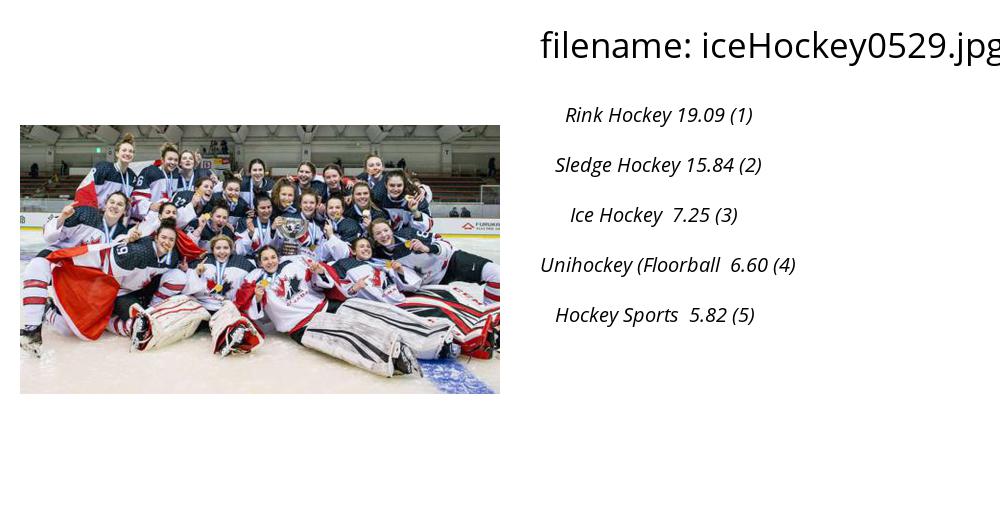 filename: iceHockey0529.jpg
Rink Hockey 19.09 (1)
Sledge Hockey 15.84 (2)
Ice Hockey  7.25 (3)
Unihockey (Floorball  6.60 (4)
Hockey Sports  5.82 (5)